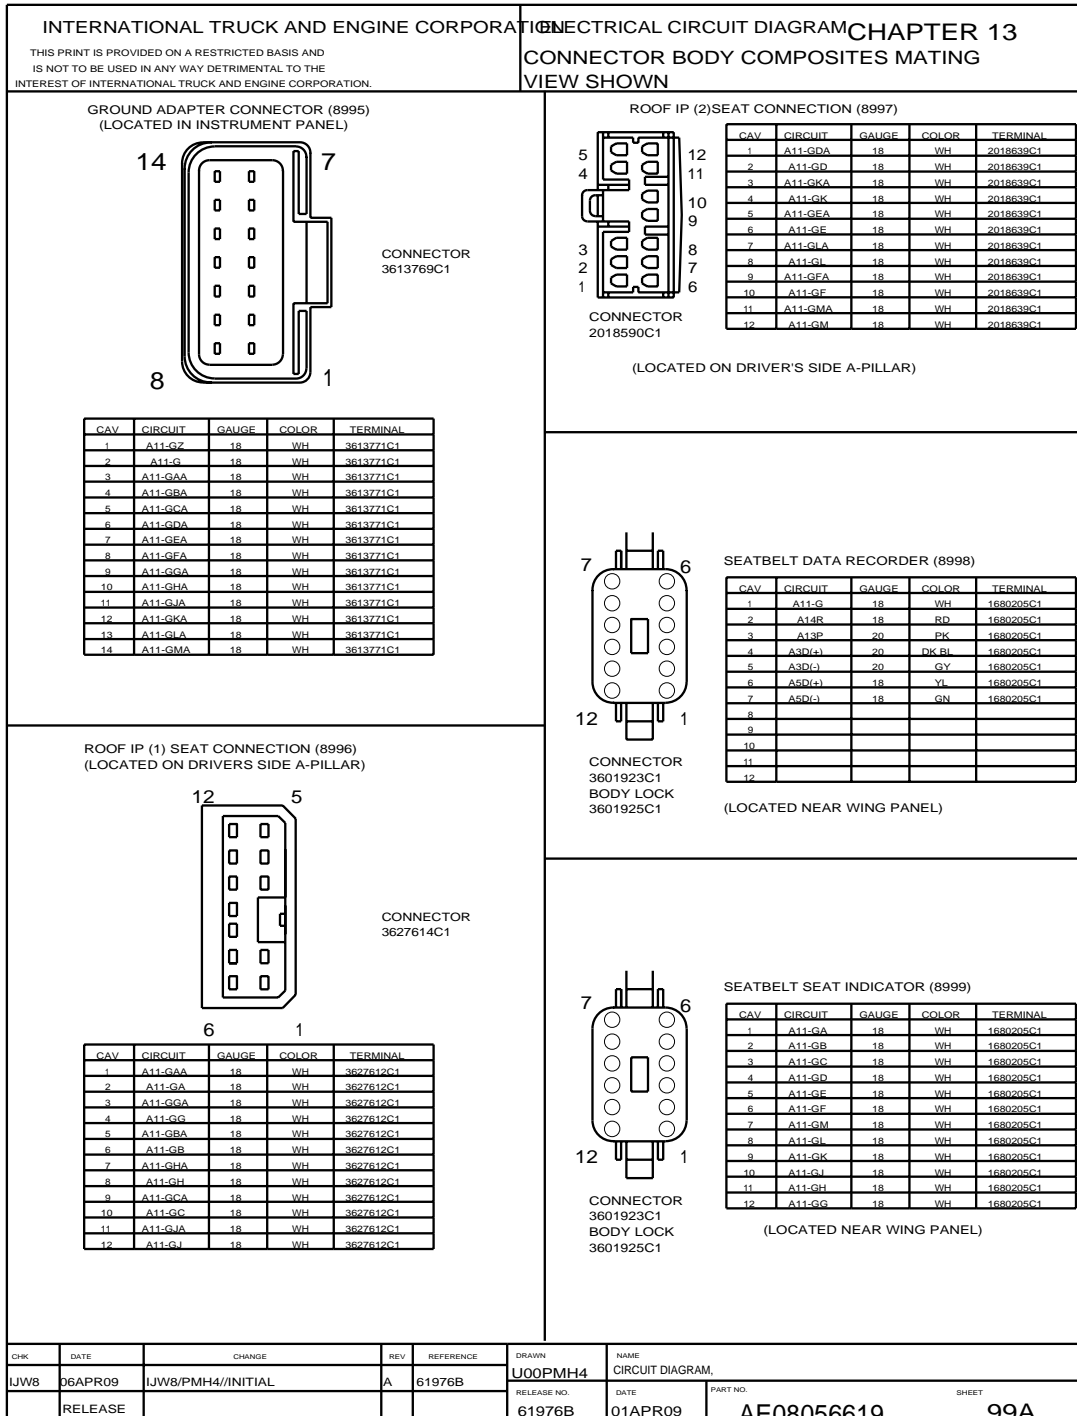 INTERNATIONAL TRUCK AND ENGINE CORPORATION
THIS PRINT IS PROVIDED ON A RESTRICTED BASIS AND
IS NOT TO BE USED IN ANY WAY DETRIMENTAL TO THE
INTEREST OF INTERNATIONAL TRUCK AND ENGINE CORPORATION.
ELECTRICAL CIRCUIT DIAGRAM CHAPTER 13
CONNECTOR BODY COMPOSITES MATING
VIEW SHOWN
GROUND ADAPTER CONNECTOR (8995)
(LOCATED IN INSTRUMENT PANEL)
14 7
CONNECTOR
3613769C1
8 1
CAV CIRCUIT GAUGE COLOR TERMINAL
1 A11-GZ 18 WH 3613771C1
2 A11-G 18 WH 3613771C1
3 A11-GAA 18 WH 3613771C1
4 A11-GBA 18 WH 3613771C1
5 A11-GCA 18 WH 3613771C1
6 A11-GDA 18 WH 3613771C1
7 A11-GEA 18 WH 3613771C1
8 A11-GFA 18 WH 3613771C1
9 A11-GGA 18 WH 3613771C1
10 A11-GHA 18 WH 3613771C1
11 A11-GJA 18 WH 3613771C1
12 A11-GKA 18 WH 3613771C1
13 A11-GLA 18 WH 3613771C1
14 A11-GMA 18 WH 3613771C1
ROOF IP (1) SEAT CONNECTION (8996)
(LOCATED ON DRIVERS SIDE A-PILLAR)
12 5
CONNECTOR
3627614C1
6 1
CAV CIRCUIT GAUGE COLOR TERMINAL
1 A11-GAA 18 WH 3627612C1
2 A11-GA 18 WH 3627612C1
3 A11-GGA 18 WH 3627612C1
4 A11-GG 18 WH 3627612C1
5 A11-GBA 18 WH 3627612C1
6 A11-GB 18 WH 3627612C1
7 A11-GHA 18 WH 3627612C1
8 A11-GH 18 WH 3627612C1
9 A11-GCA 18 WH 3627612C1
10 A11-GC 18 WH 3627612C1
11 A11-GJA 18 WH 3627612C1
12 A11-GJ 18 WH 3627612C1
ROOF IP (2)SEAT CONNECTION (8997)
5 12
4 11
10
9
3 8
2 7
1 6
CONNECTOR
2018590C1
CAV CIRCUIT GAUGE COLOR TERMINAL
1 A11-GDA 18 WH 2018639C1
2 A11-GD 18 WH 2018639C1
3 A11-GKA 18 WH 2018639C1
4 A11-GK 18 WH 2018639C1
5 A11-GEA 18 WH 2018639C1
6 A11-GE 18 WH 2018639C1
7 A11-GLA 18 WH 2018639C1
8 A11-GL 18 WH 2018639C1
9 A11-GFA 18 WH 2018639C1
10 A11-GF 18 WH 2018639C1
11 A11-GMA 18 WH 2018639C1
12 A11-GM 18 WH 2018639C1
(LOCATED ON DRIVER'S SIDE A-PILLAR)
SEATBELT DATA RECORDER (8998)
7 6
12 1
CONNECTOR
3601923C1
BODY LOCK
3601925C1
CAV CIRCUIT GAUGE COLOR TERMINAL
1 A11-G 18 WH 1680205C1
2 A14R 18 RD 1680205C1
3 A13P 20 PK 1680205C1
4 A3D(+) 20 DK BL 1680205C1
5 A3D(-) 20 GY 1680205C1
6 A5D(+) 18 YL 1680205C1
7 A5D(-) 18 GN 1680205C1
8
9
10
11
12
(LOCATED NEAR WING PANEL)
SEATBELT SEAT INDICATOR (8999)
7 6
12 1
CONNECTOR
3601923C1
BODY LOCK
3601925C1
CAV CIRCUIT GAUGE COLOR TERMINAL
1 A11-GA 18 WH 1680205C1
2 A11-GB 18 WH 1680205C1
3 A11-GC 18 WH 1680205C1
4 A11-GD 18 WH 1680205C1
5 A11-GE 18 WH 1680205C1
6 A11-GF 18 WH 1680205C1
7 A11-GM 18 WH 1680205C1
8 A11-GL 18 WH 1680205C1
9 A11-GK 18 WH 1680205C1
10 A11-GJ 18 WH 1680205C1
11 A11-GH 18 WH 1680205C1
12 A11-GG 18 WH 1680205C1
(LOCATED NEAR WING PANEL)
CHK DATE CHANGE REV REFERENCE
IJW8 06APR09 IJW8/PMH4//INITIAL A 61976B
RELEASE
DRAWN NAME
U00PMH4 CIRCUIT DIAGRAM,
RELEASE NO. DATE PART NO. SHEET
61976B 01APR09 AE08056619 99A